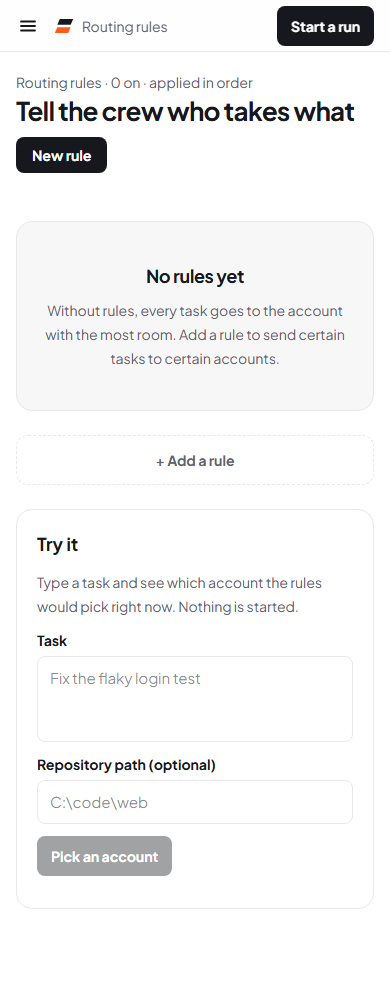 Routing rules
Start a run
Routing rules · 0 on · applied in order
Tell the crew who takes what
New rule
No rules yet
Without rules, every task goes to the account
with the most room. Add a rule to send certain
tasks to certain accounts.
+ Add a rule
Try it
Type a task and see which account the rules
would pick right now. Nothing is started.
Task
Fix the flaky login test
Repository path (optional)
C:\code\web
Pick an account